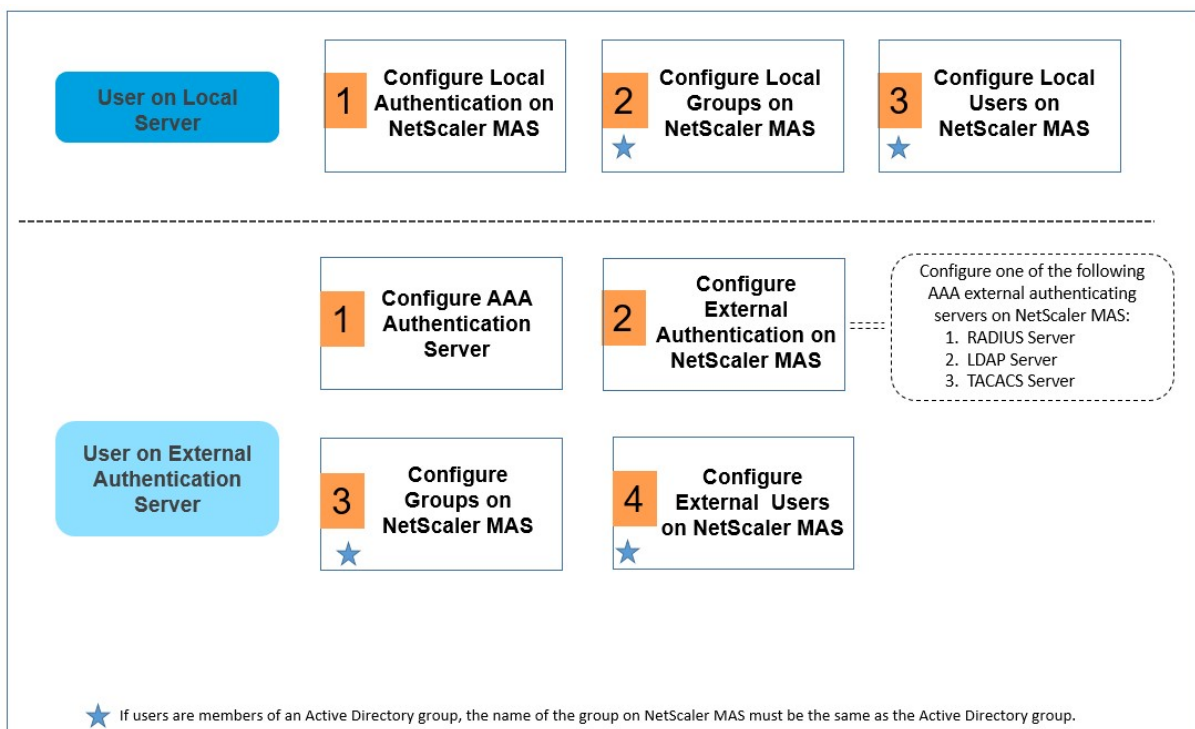 User on Local
Server
1
Configure Local
Authentication on
NetScaler MAS
2
Configure Local
Groups on
NetScaler MAS
3
Configure Local
Users on
NetScaler MAS
User on External
Authentication
Server
1
Configure AAA
Authentication
Server
2
Configure
External
Authentication on
NetScaler MAS
Configure one of the following
AAA external authenticating
servers on NetScaler MAS:
1. RADIUS Server
2. LDAP Server
3. TACACS Server
3
Configure
Groups on
NetScaler MAS
4
Configure
External Users
on NetScaler MAS
If users are members of an Active Directory group, the name of the group on NetScaler MAS must be the same as the Active Directory group.